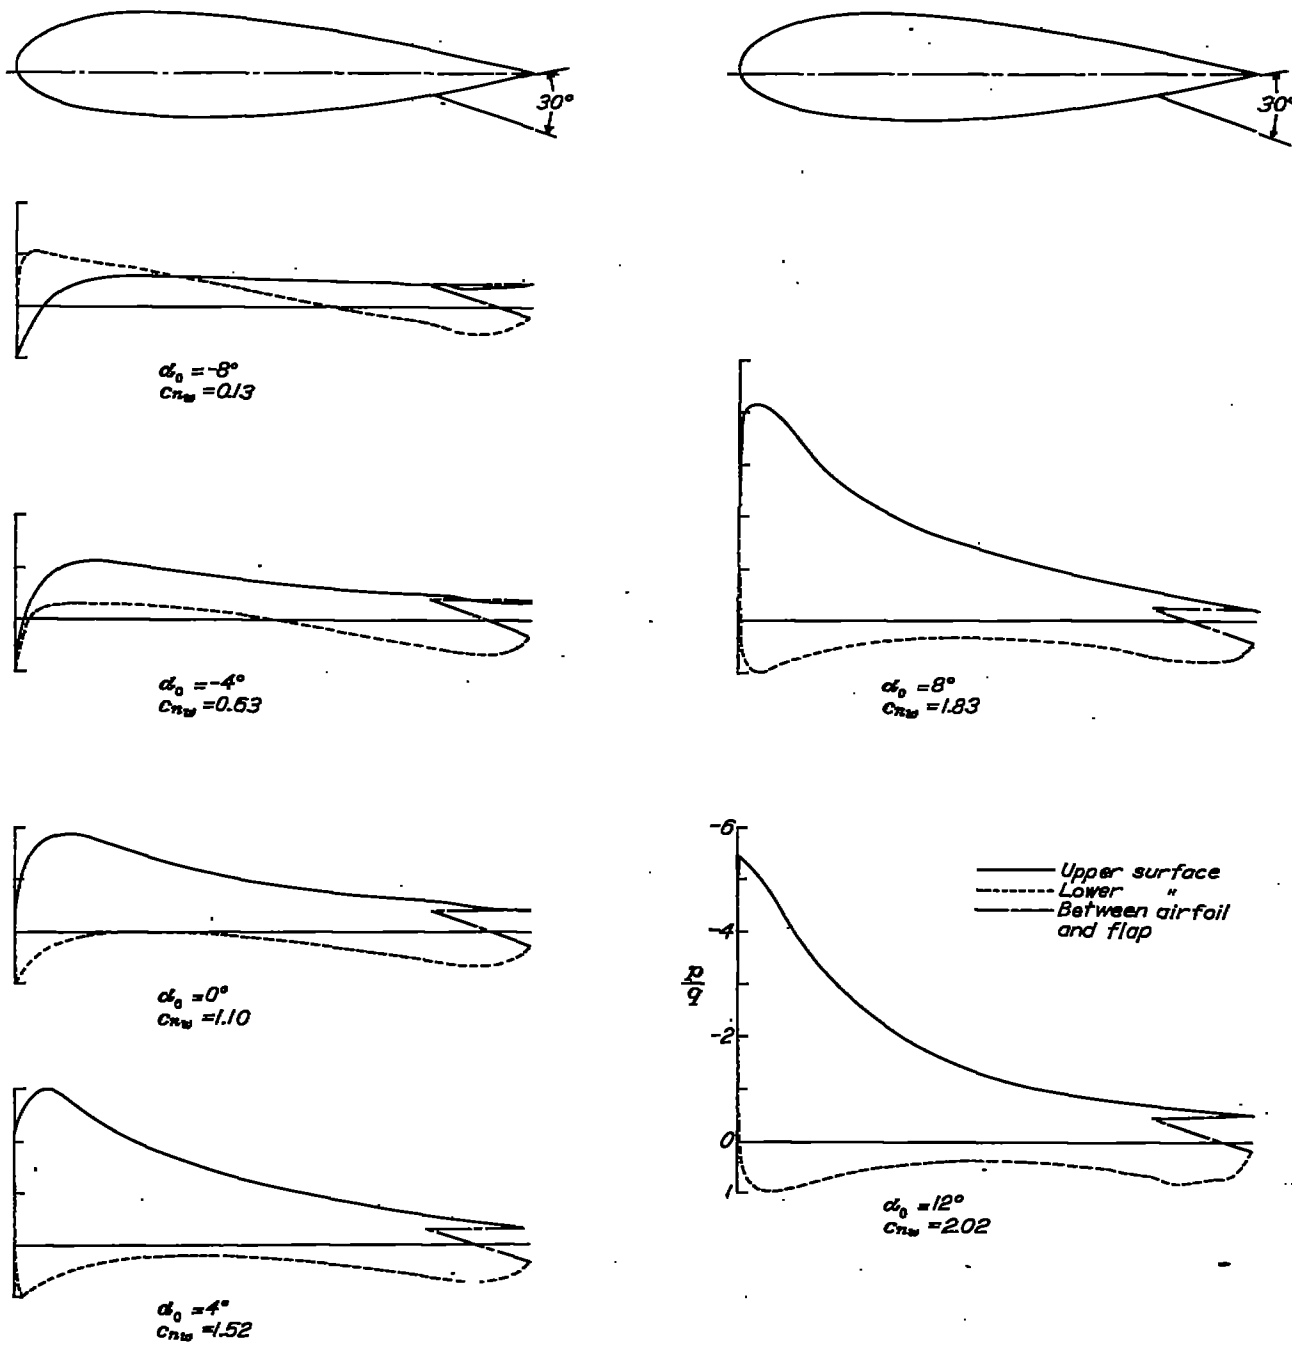 30°
30°
α₀ = -8°
cₙw = 0.13
α₀ = -4°
cₙw = 0.63
α₀ = 8°
cₙw = 1.83
α₀ = 0°
cₙw = 1.10
-6
-4
p/q
-2
0
1
Upper surface
Lower "
Between airfoil
and flap
α₀ = 12°
cₙw = 2.02
α₀ = 4°
cₙw = 1.52